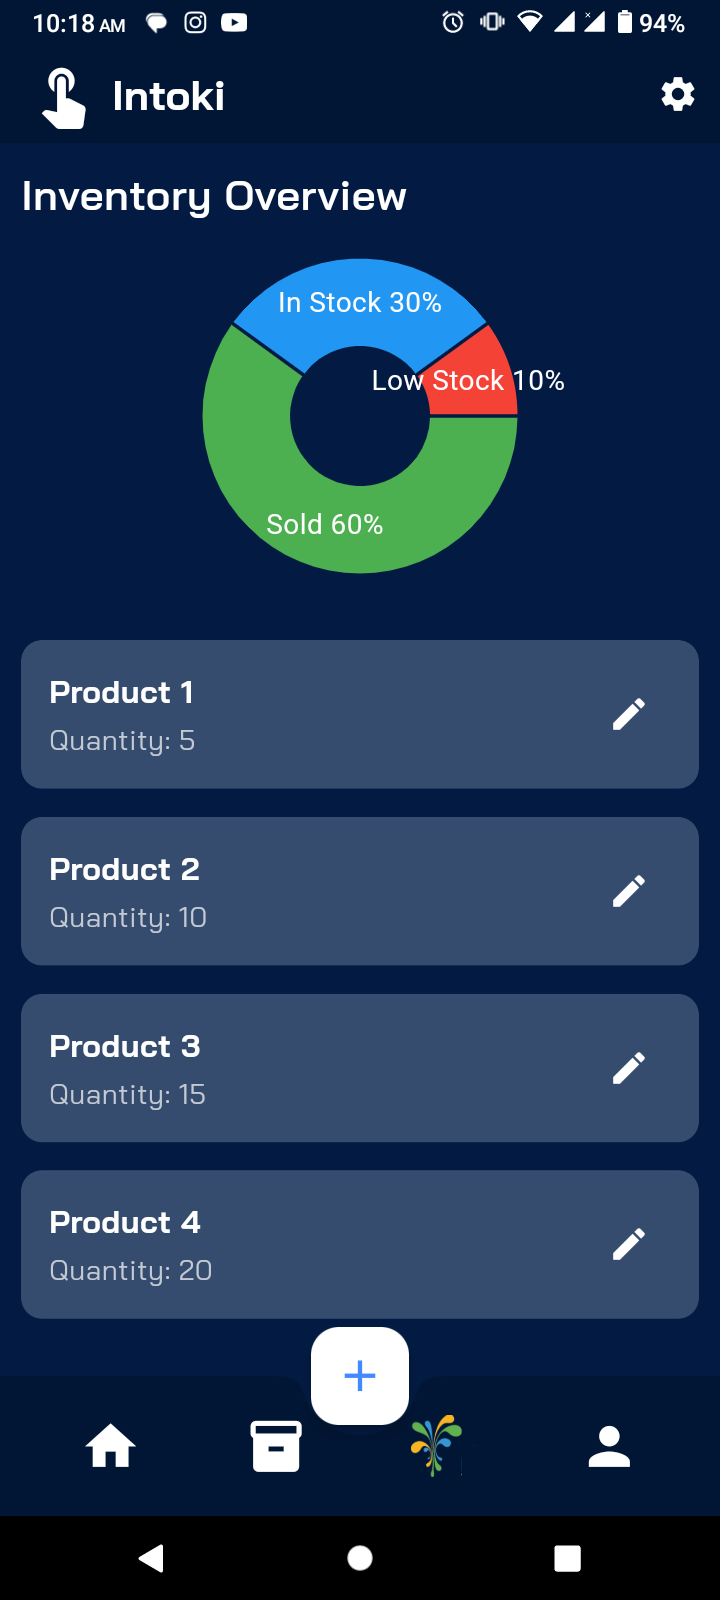 10:18 AM 94%
Intoki
Inventory Overview
In Stock 30%
Low Stock 10%
Sold 60%
Product 1
Quantity: 5
Product 2
Quantity: 10
Product 3
Quantity: 15
Product 4
Quantity: 20